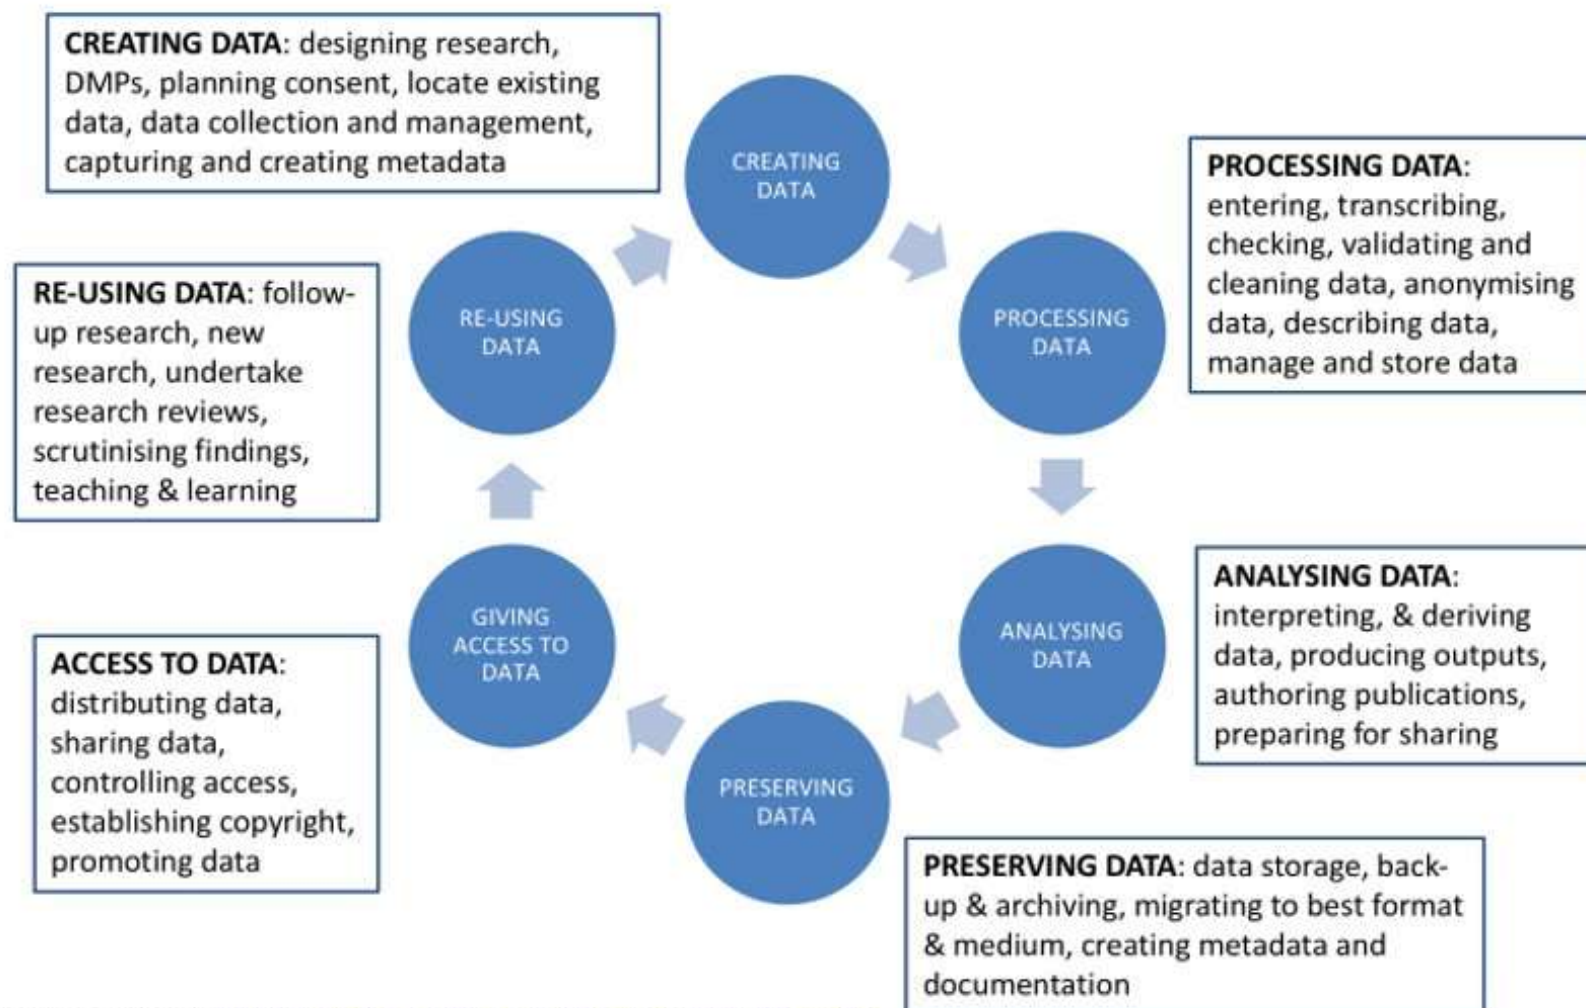 CREATING DATA: designing research,
DMPs, planning consent, locate existing
data, data collection and management,
capturing and creating metadata
CREATING
DATA
PROCESSING DATA:
entering, transcribing,
checking, validating and
cleaning data, anonymising
data, describing data,
manage and store data
PROCESSING
DATA
ANALYSING DATA:
interpreting, & deriving
data, producing outputs,
authoring publications,
preparing for sharing
ANALYSING
DATA
PRESERVING DATA: data storage, back-
up & archiving, migrating to best format
& medium, creating metadata and
documentation
PRESERVING
DATA
ACCESS TO DATA:
distributing data,
sharing data,
controlling access,
establishing copyright,
promoting data
GIVING
ACCESS TO
DATA
RE-USING DATA: follow-
up research, new
research, undertake
research reviews,
scrutinising findings,
teaching & learning
RE-USING
DATA